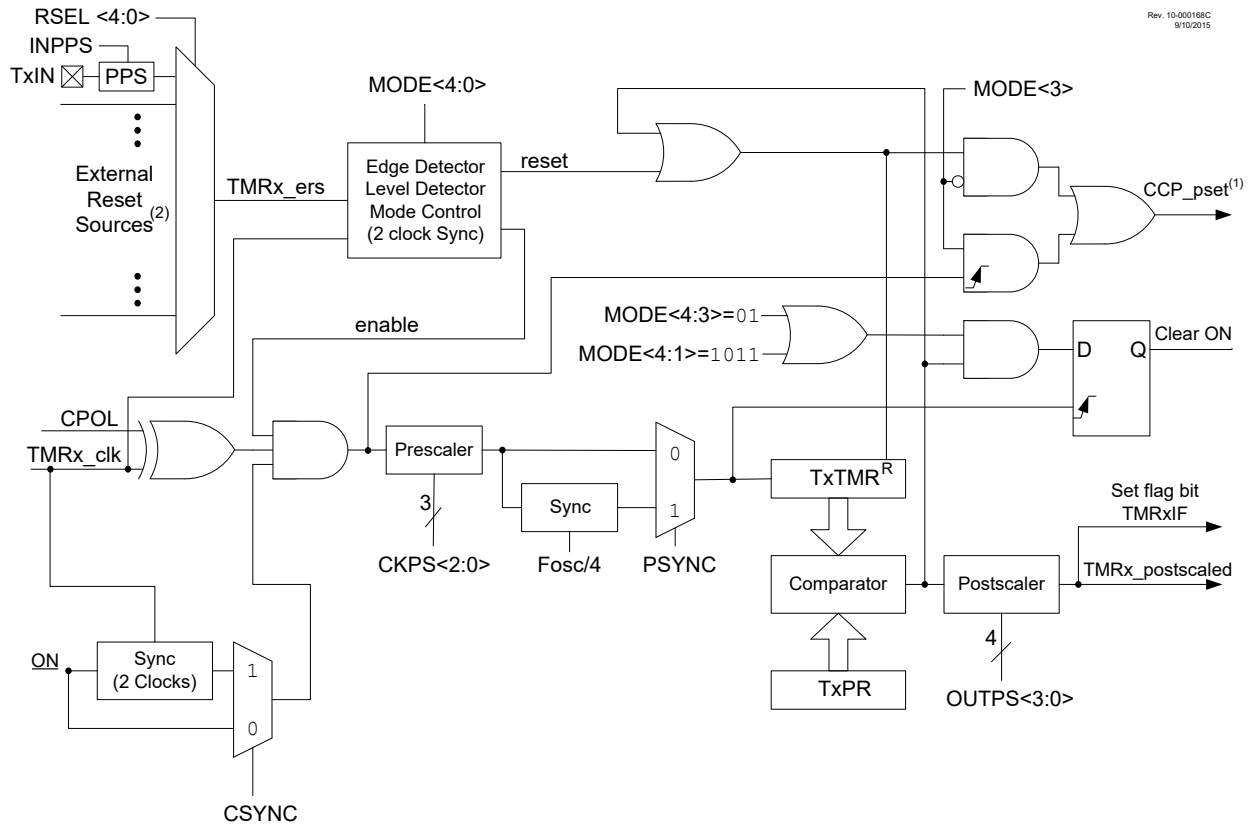 Rev. 10-000168C
9/10/2015
RSEL <4:0>
INPPS
TxIN
PPS
MODE<4:0>
MODE<3>
External
Reset
Sources(2)
TMRx_ers
Edge Detector
Level Detector
Mode Control
(2 clock Sync)
reset
CCP_pset(1)
enable
MODE<4:3>=01
MODE<4:1>=1011
D
Q
Clear ON
CPOL
TMRx_clk
Prescaler
3
CKPS<2:0>
Sync
Fosc/4
0
1
PSYNC
TxTMR
R
Set flag bit
TMRxIF
Comparator
Postscaler
TMRx_postscaled
4
OUTPS<3:0>
TxPR
ON
Sync
(2 Clocks)
1
0
CSYNC